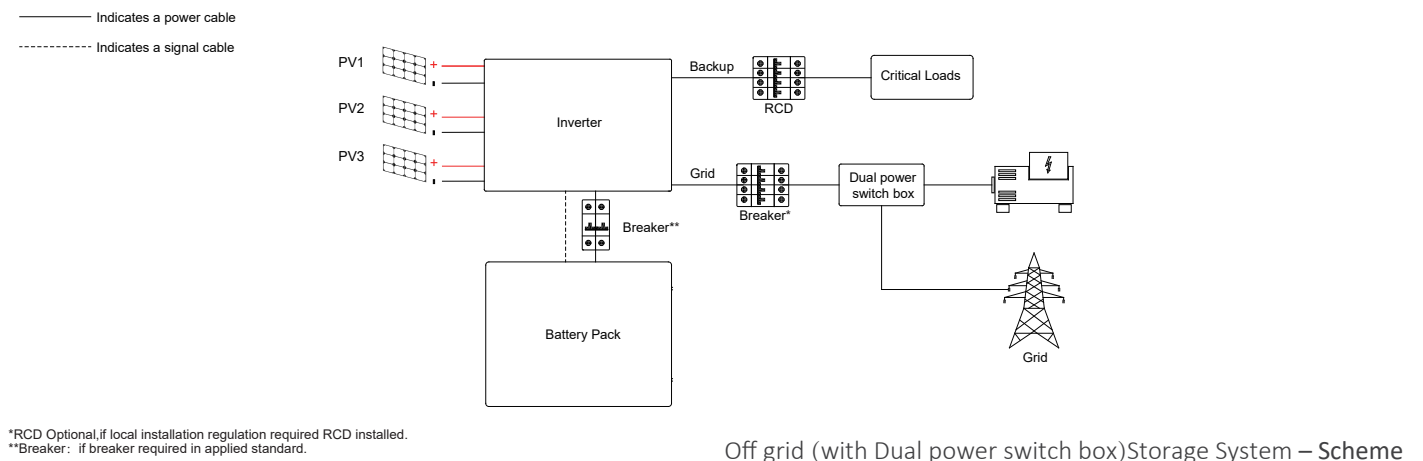 Indicates a power cable
Indicates a signal cable
PV1
+
-
PV2
+
-
PV3
+
-
Inverter
Backup
RCD
Critical Loads
Grid
Breaker*
Dual power
switch box
Breaker**
Battery Pack
Grid
*RCD Optional,if local installation regulation required RCD installed.
**Breaker: if breaker required in applied standard.
Off grid (with Dual power switch box)Storage System – Scheme